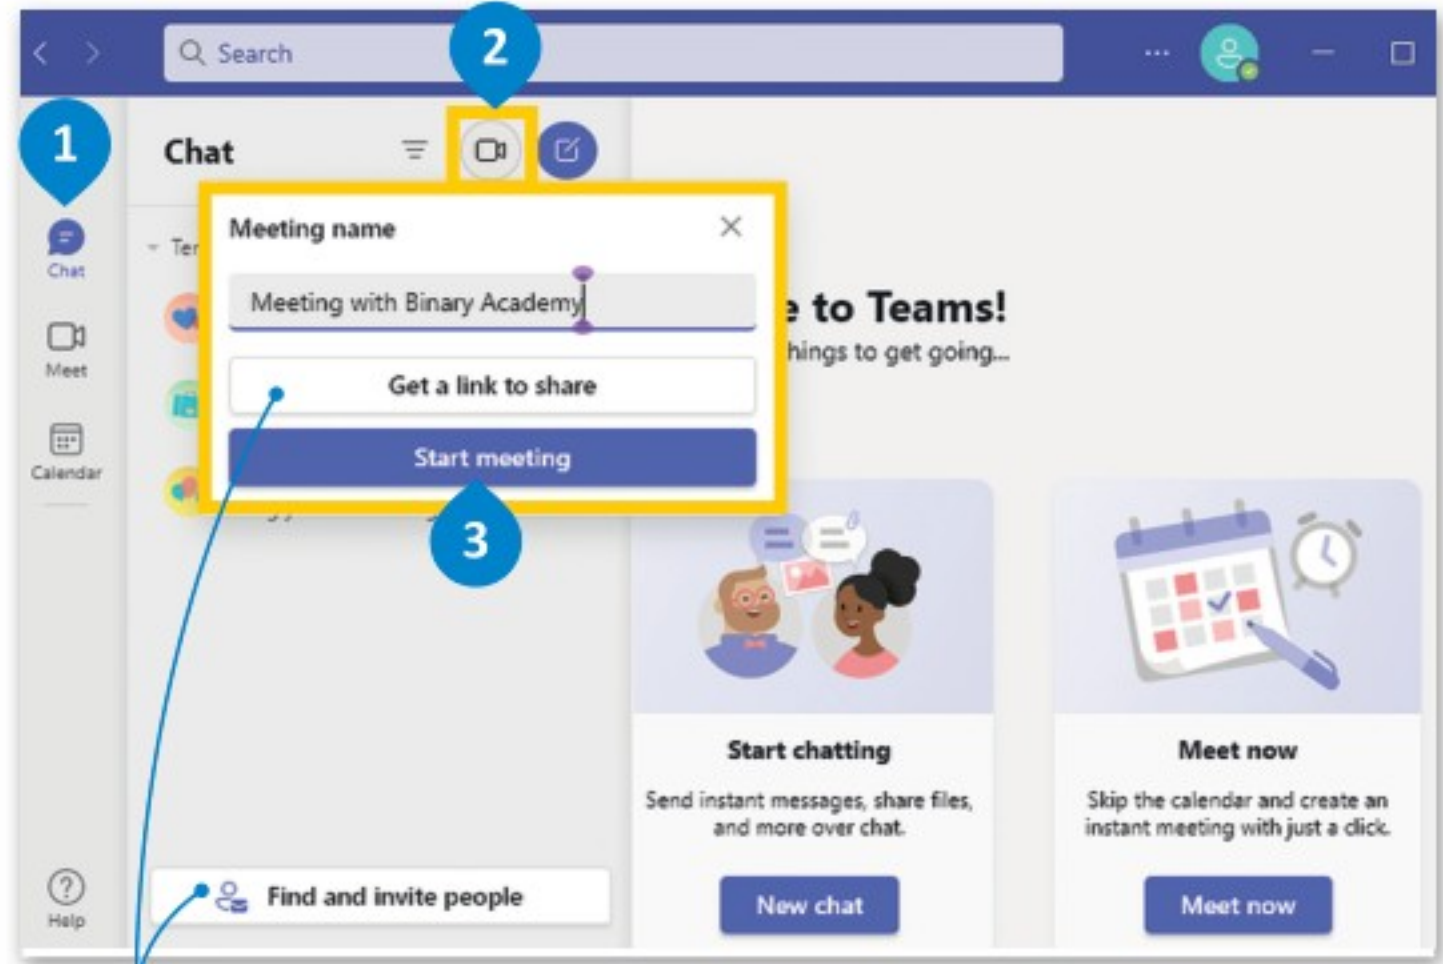 Search
2
...
1
Chat
Meeting name
Chat
Meeting with Binary Academy
e to Teams!
Meet
hings to get going...
Get a link to share
Calendar
Start meeting
3
Start chatting
Send instant messages, share files,
and more over chat.
New chat
Meet now
Skip the calendar and create an
instant meeting with just a click.
Meet now
Find and invite people
?
Help